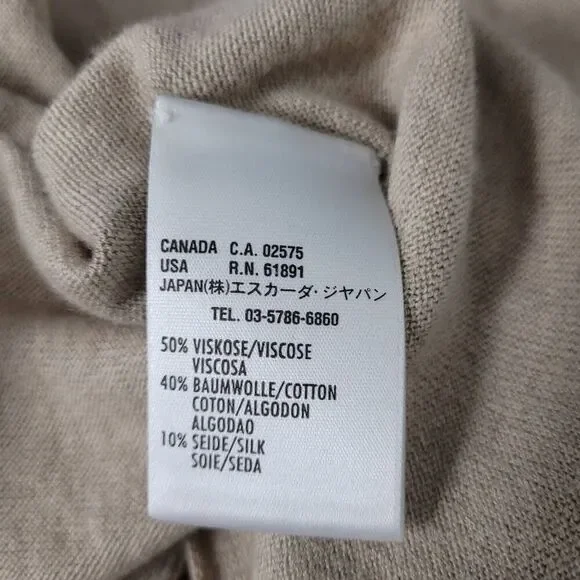 CANADA C.A. 02575
USA R.N. 61891
JAPAN(株)エスカーダ・ジャパン
TEL. 03-5786-6860
50% VISKOSE/VISCOSE
VISCOSA
40% BAUMWOLLE/COTTON
COTON/ALGODON
ALGODAO
10% SEIDE/SILK
SOIE/SEDA